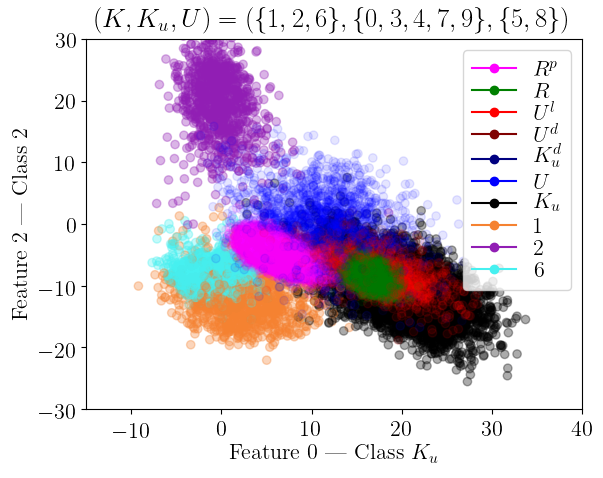 (K, K_u, U) = ({1, 2, 6}, {0, 3, 4, 7, 9}, {5, 8})
30
20
10
0
−10
−20
−30
Feature 2 — Class 2
R^p
R
U^l
U^d
K_u^d
U
K_u
1
2
6
−10 0 10 20 30 40
Feature 0 — Class K_u